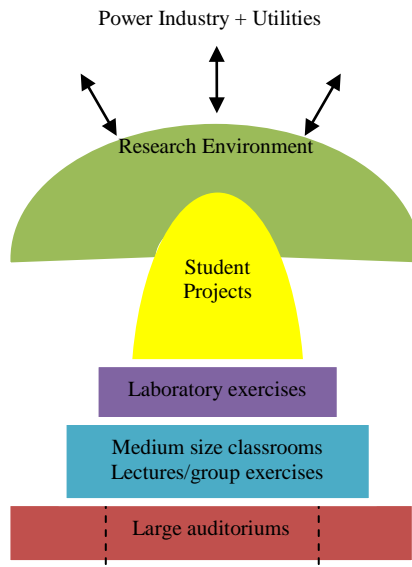 Power Industry + Utilities
Research Environment
Student
Projects
Laboratory exercises
Medium size classrooms
Lectures/group exercises
Large auditoriums